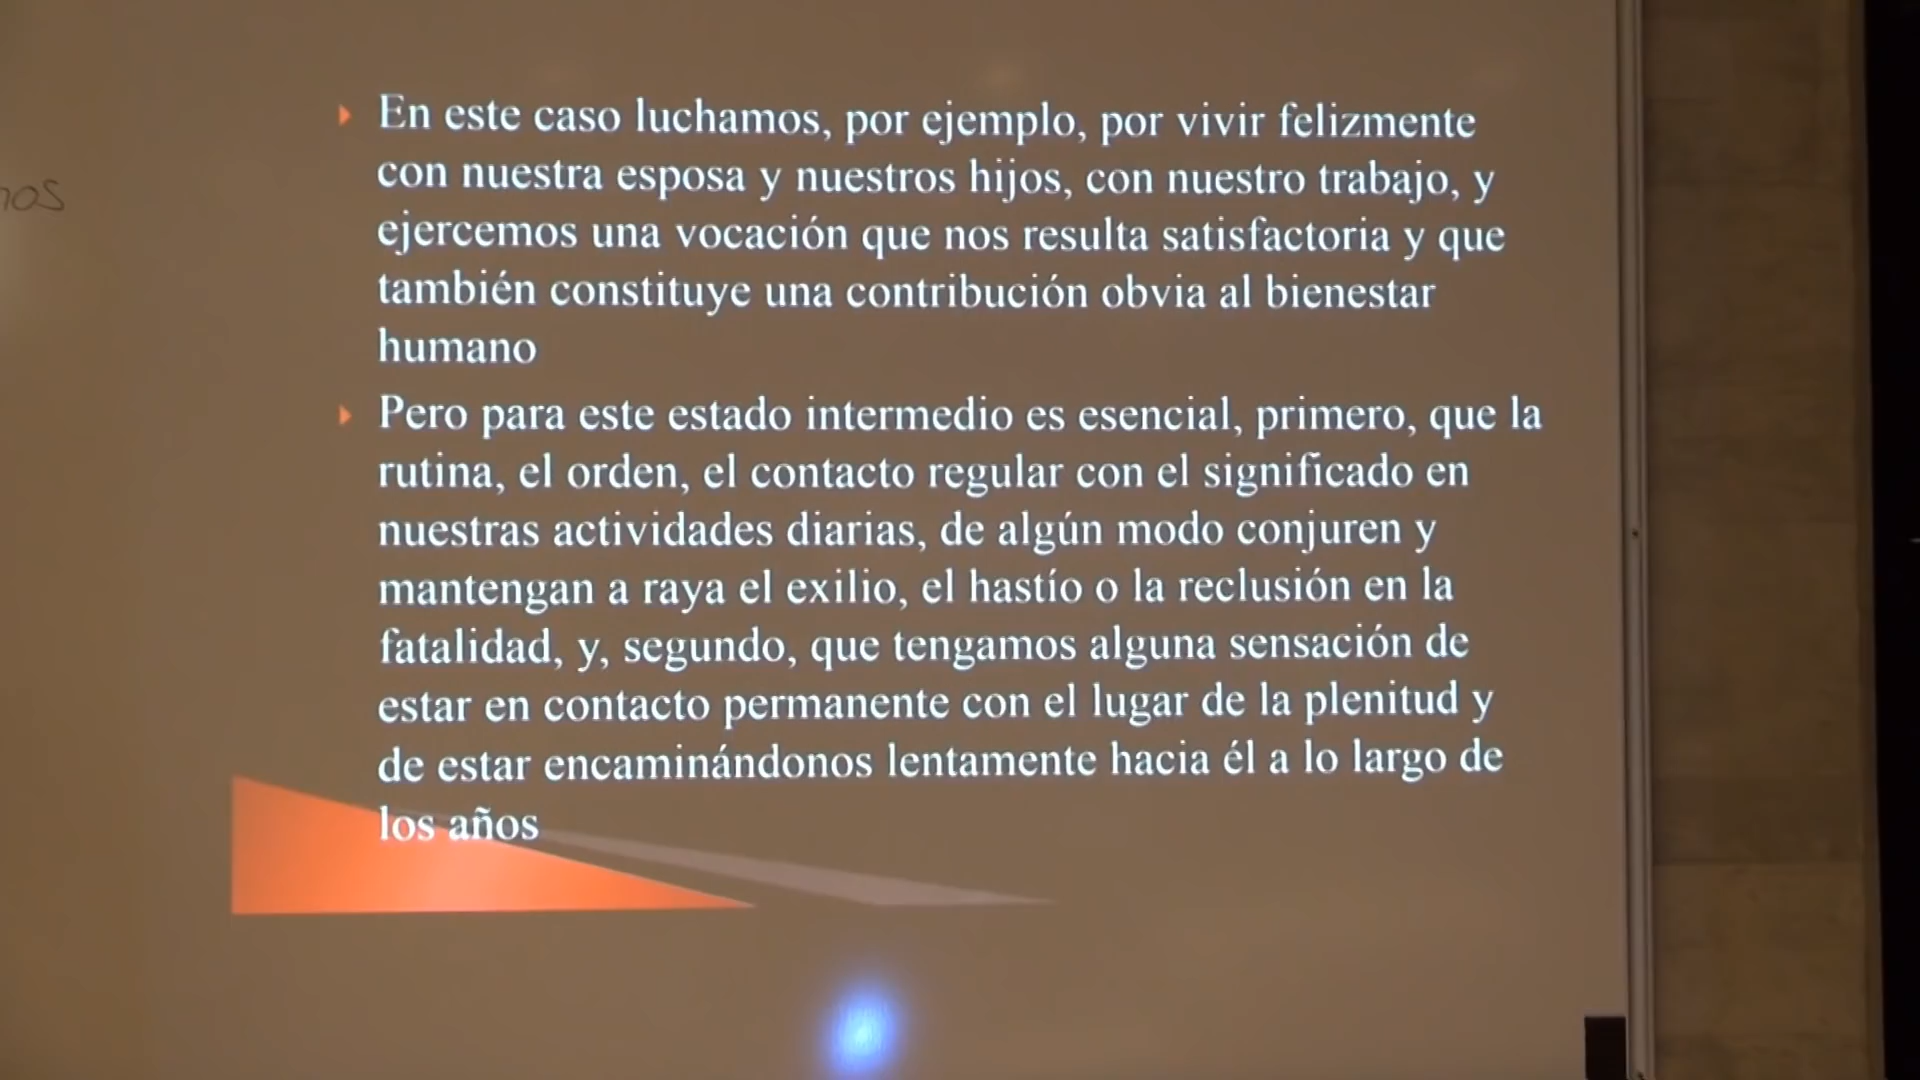 En este caso luchamos, por ejemplo, por vivir felizmente
con nuestra esposa y nuestros hijos, con nuestro trabajo, y
ejercemos una vocación que nos resulta satisfactoria y que
también constituye una contribución obvia al bienestar
humano
Pero para este estado intermedio es esencial, primero, que la
rutina, el orden, el contacto regular con el significado en
nuestras actividades diarias, de algún modo conjuren y
mantengan a raya el exilio, el hastío o la reclusión en la
fatalidad, y, segundo, que tengamos alguna sensación de
estar en contacto permanente con el lugar de la plenitud y
de estar encaminándonos lentamente hacia él a lo largo de
los años